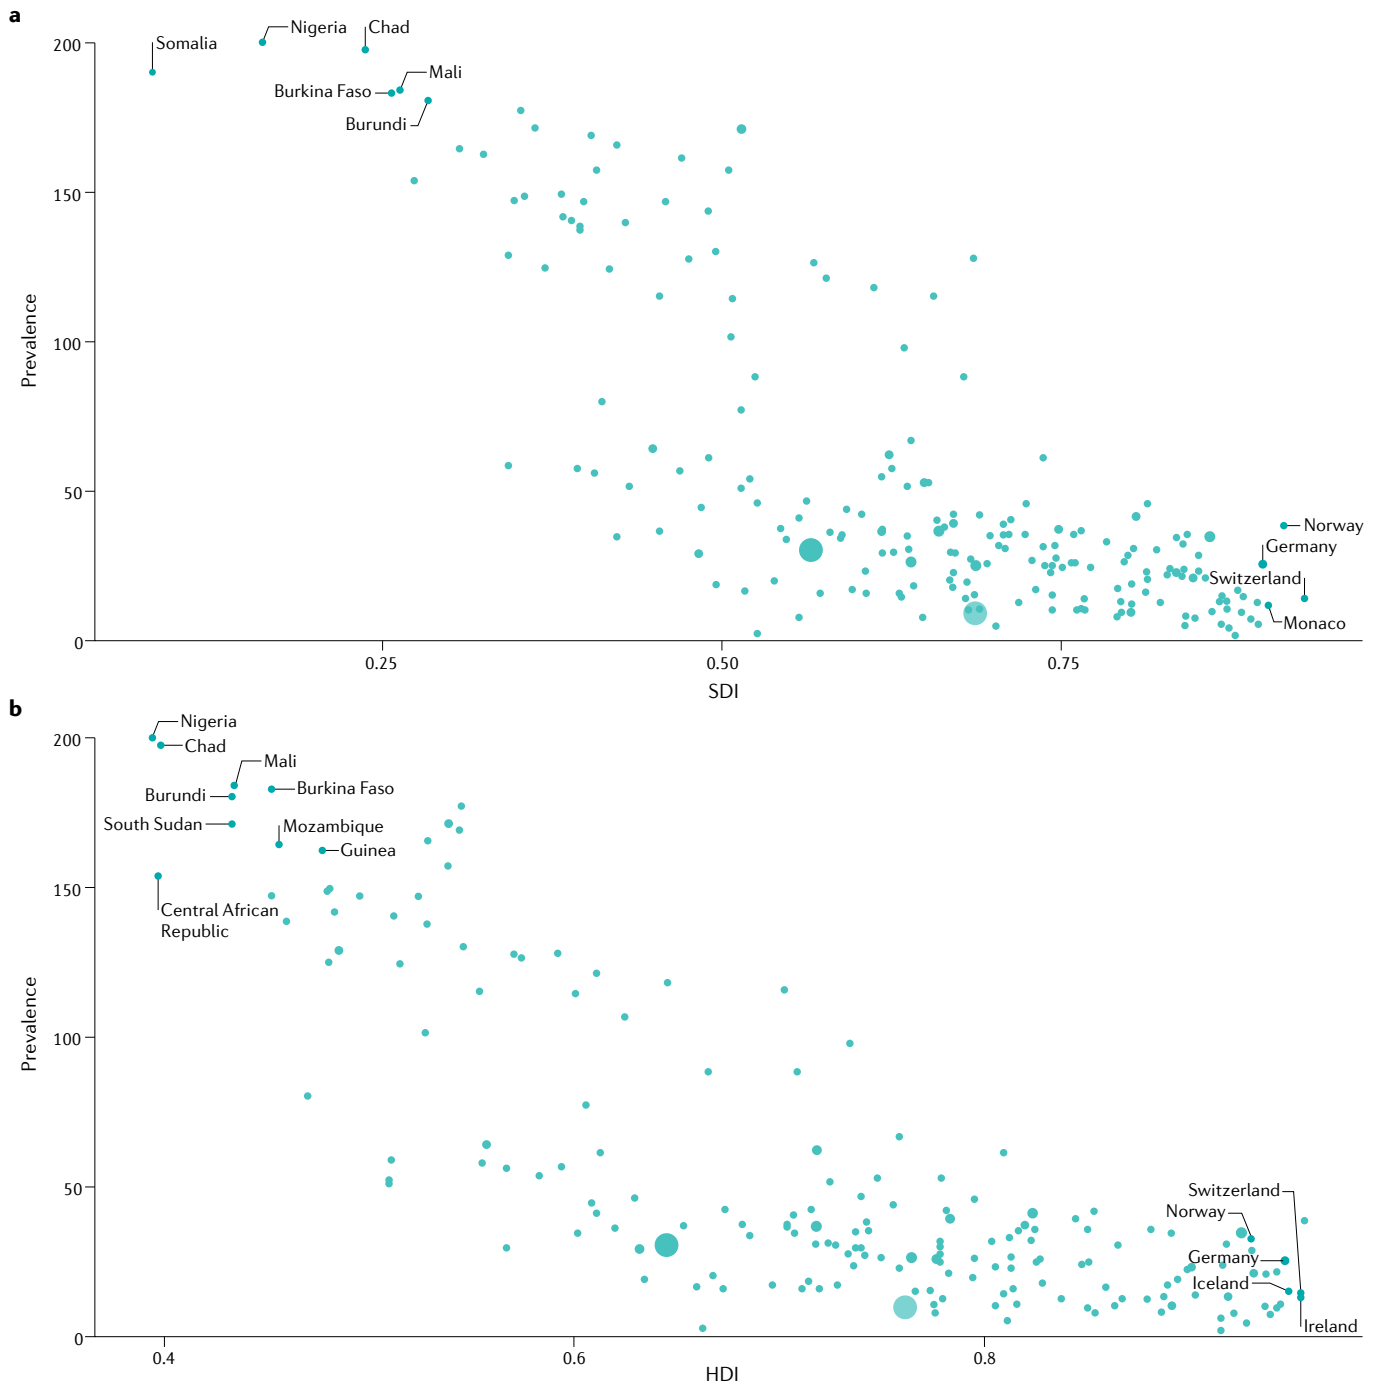 a
Nigeria
Chad
Somalia
200
Mali
Burkina Faso
Burundi
150
Prevalence
100
50
Norway
Germany
Switzerland
Monaco
0
0.25
0.50
0.75
SDI
b
Nigeria
200
Chad
Mali
Burundi
Burkina Faso
South Sudan
Mozambique
Guinea
150
Central African
Republic
Prevalence
100
50
Switzerland
Norway
Germany
Iceland
Ireland
0
0.4
0.6
0.8
HDI